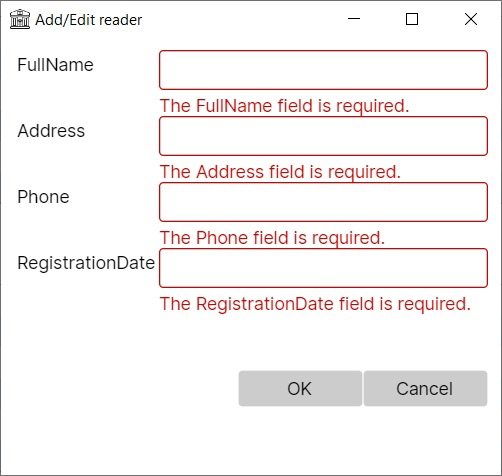 Add/Edit reader
FullName
The FullName field is required.
Address
The Address field is required.
Phone
The Phone field is required.
RegistrationDate
The RegistrationDate field is required.
OK Cancel